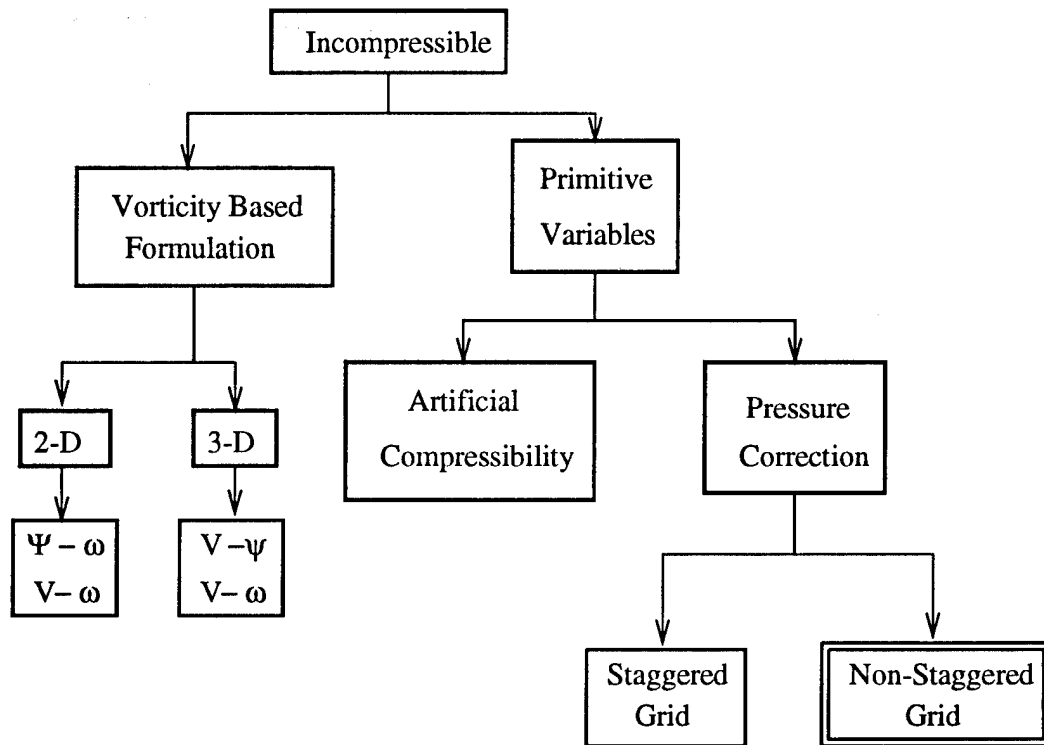 Incompressible
Vorticity Based
Formulation
Primitive
Variables
2-D
3-D
Artificial
Compressibility
Pressure
Correction
Ψ – ω
V– ω
V –ψ
V– ω
Staggered
Grid
Non-Staggered
Grid